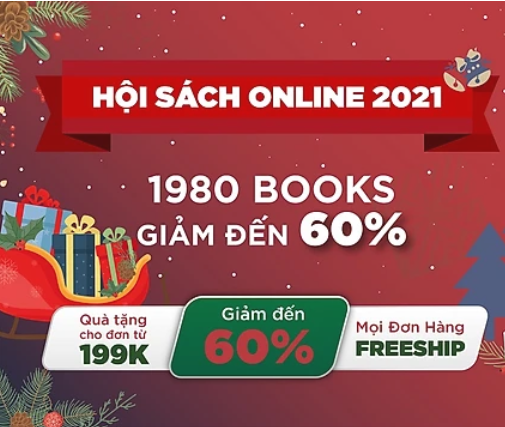 HỘI SÁCH ONLINE 2021
1980 BOOKS
GIẢM ĐẾN 60%
Quà tặng
cho đơn từ
199K
Giảm đến
60%
Mọi Đơn Hàng
FREESHIP